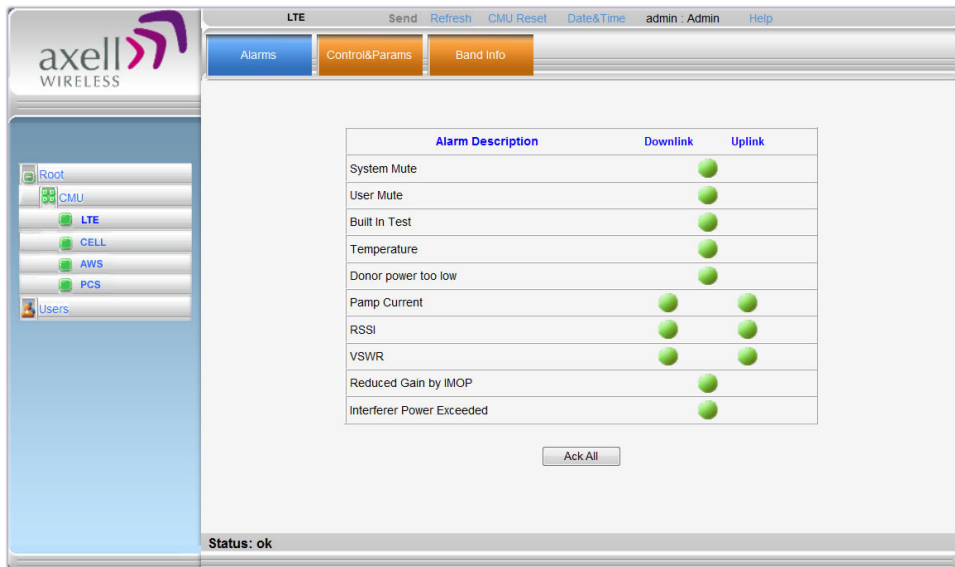 axell
WIRELESS
LTE Send Refresh CMU Reset Date&Time admin : Admin Help
Alarms Control&Params Band Info
Root
CMU
LTE
CELL
AWS
PCS
Users
Alarm Description Downlink Uplink
System Mute
User Mute
Built In Test
Temperature
Donor power too low
Pamp Current
RSSI
VSWR
Reduced Gain by IMOP
Interferer Power Exceeded
Ack All
Status: ok